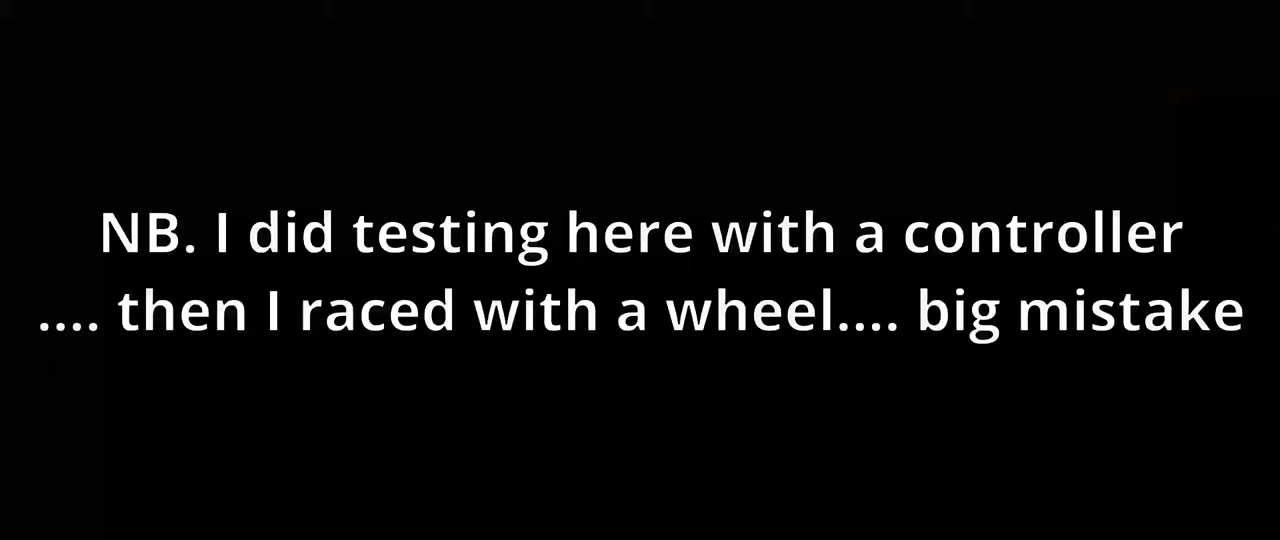 NB. I did testing here with a controller
.... then I raced with a wheel.... big mistake